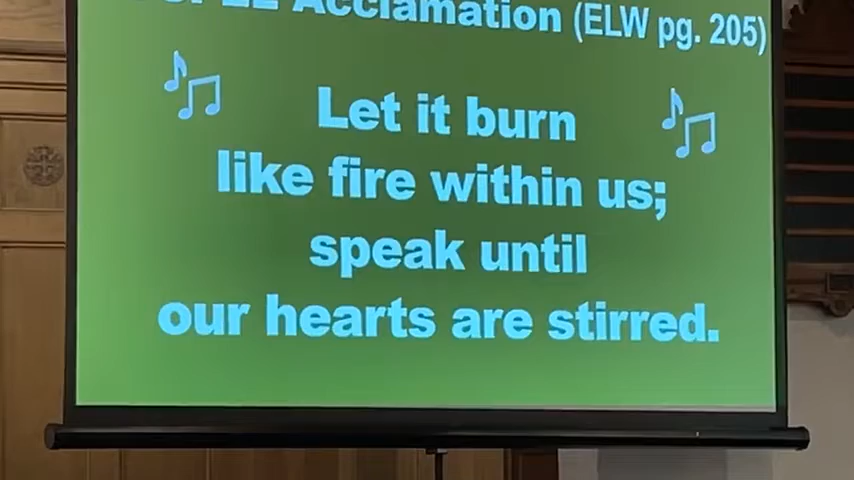 Acclamation (ELW pg. 205)
Let it burn
like fire within us;
speak until
our hearts are stirred.